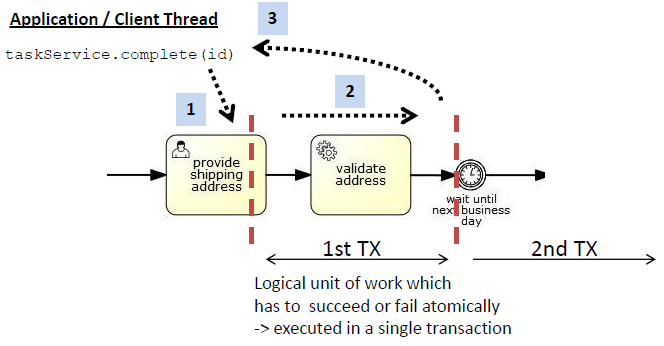 Application / Client Thread
3
taskService.complete(id)
1
2
provide
shipping
address
validate
address
wait until
next business
day
1st TX
2nd TX
Logical unit of work which
has to succeed or fail atomically
-> executed in a single transaction